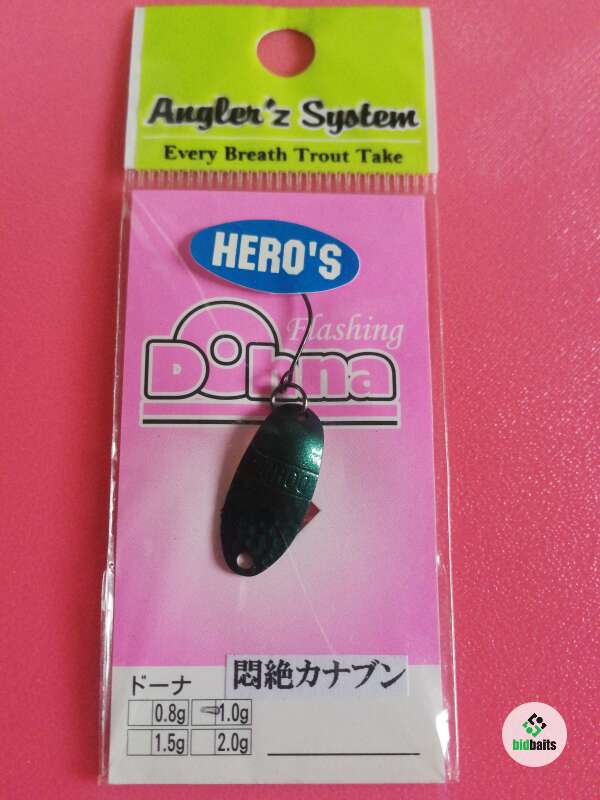 Angler'z System
Every Breath Trout Take
HERO'S
Flashing
Dohna
悶絶カナブン
ドーナ
0.8g 1.0g
1.5g 2.0g
bidbaits